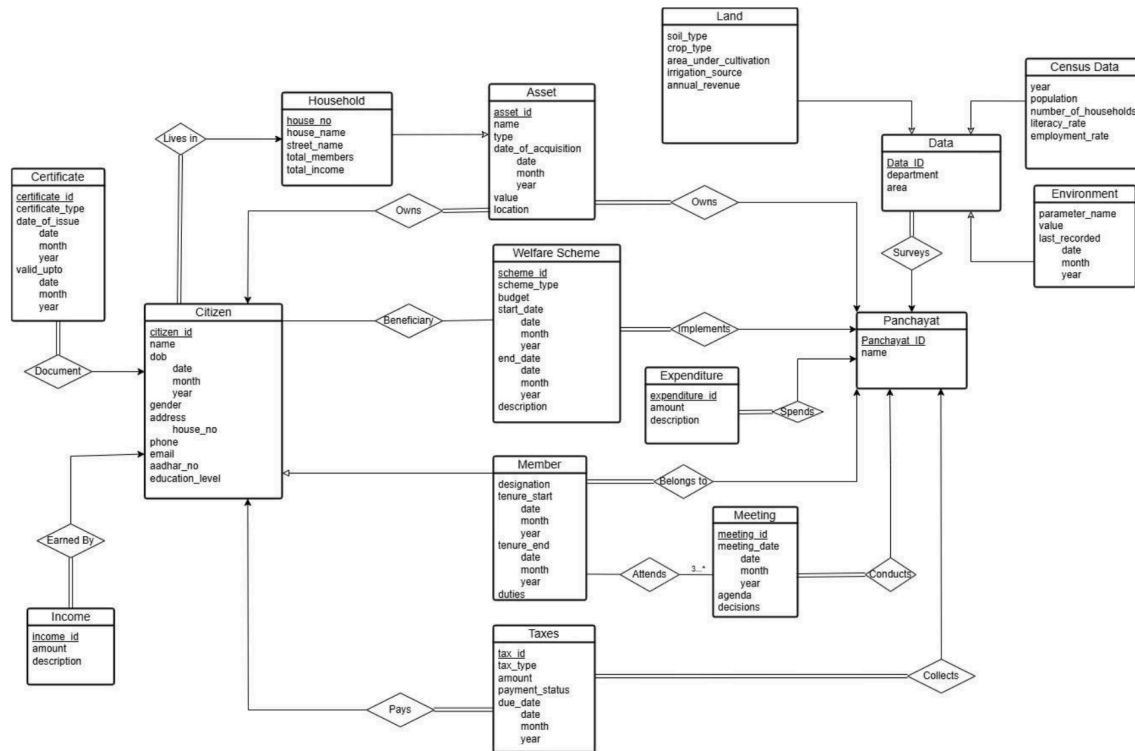 Land
soil_type
crop_type
area_under_cultivation
irrigation_source
annual_revenue
Census Data
year
population
number_of_households
literacy_rate
employment_rate
Household
house_no
house_name
street_name
total_members
total_income
Asset
asset_id
name
type
date_of_acquisition
date
month
year
value
location
Lives in
Data
Data_ID
department
area
Certificate
certificate_id
certificate_type
date_of_issue
date
month
year
valid_upto
date
month
year
Environment
parameter_name
value
last_recorded
date
month
year
Owns
Owns
Surveys
Welfare Scheme
scheme_id
scheme_type
budget
start_date
date
month
year
end_date
date
month
year
description
Citizen
citizen_id
name
dob
date
month
year
gender
address
house_no
phone
email
aadhar_no
education_level
Beneficiary
Implements
Panchayat
Panchayat_ID
name
Document
Expenditure
expenditure_id
amount
description
Spends
Member
designation
tenure_start
date
month
year
tenure_end
date
month
year
duties
Belongs to
Meeting
meeting_id
meeting_date
date
month
year
agenda
decisions
Earned By
Attends
3...*
Conducts
Income
income_id
amount
description
Taxes
tax_id
tax_type
amount
payment_status
due_date
date
month
year
Collects
Pays